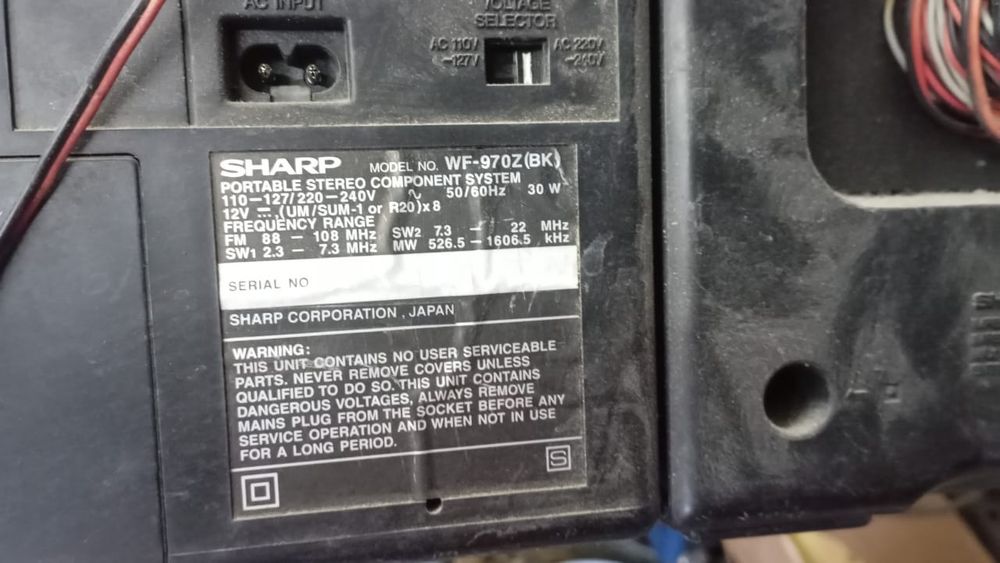 AC INPUT
VOLTAGE
SELECTOR
AC 110V
-127V
AC 220V
-240V
SHARP MODEL NO. WF-970Z(BK)
PORTABLE STEREO COMPONENT SYSTEM
110-127/220-240V ∿ 50/60Hz 30 W
12V ⎓ (UM/SUM-1 or R20)x8
FREQUENCY RANGE
FM 88 - 108 MHz SW2 7.3 - 22 MHz
SW1 2.3 - 7.3 MHz MW 526.5-1606.5 kHz
SERIAL NO
SHARP CORPORATION, JAPAN
WARNING:
THIS UNIT CONTAINS NO USER SERVICEABLE
PARTS. NEVER REMOVE COVERS UNLESS
QUALIFIED TO DO SO. THIS UNIT CONTAINS
DANGEROUS VOLTAGES, ALWAYS REMOVE
MAINS PLUG FROM THE SOCKET BEFORE ANY
SERVICE OPERATION AND WHEN NOT IN USE
FOR A LONG PERIOD.
S